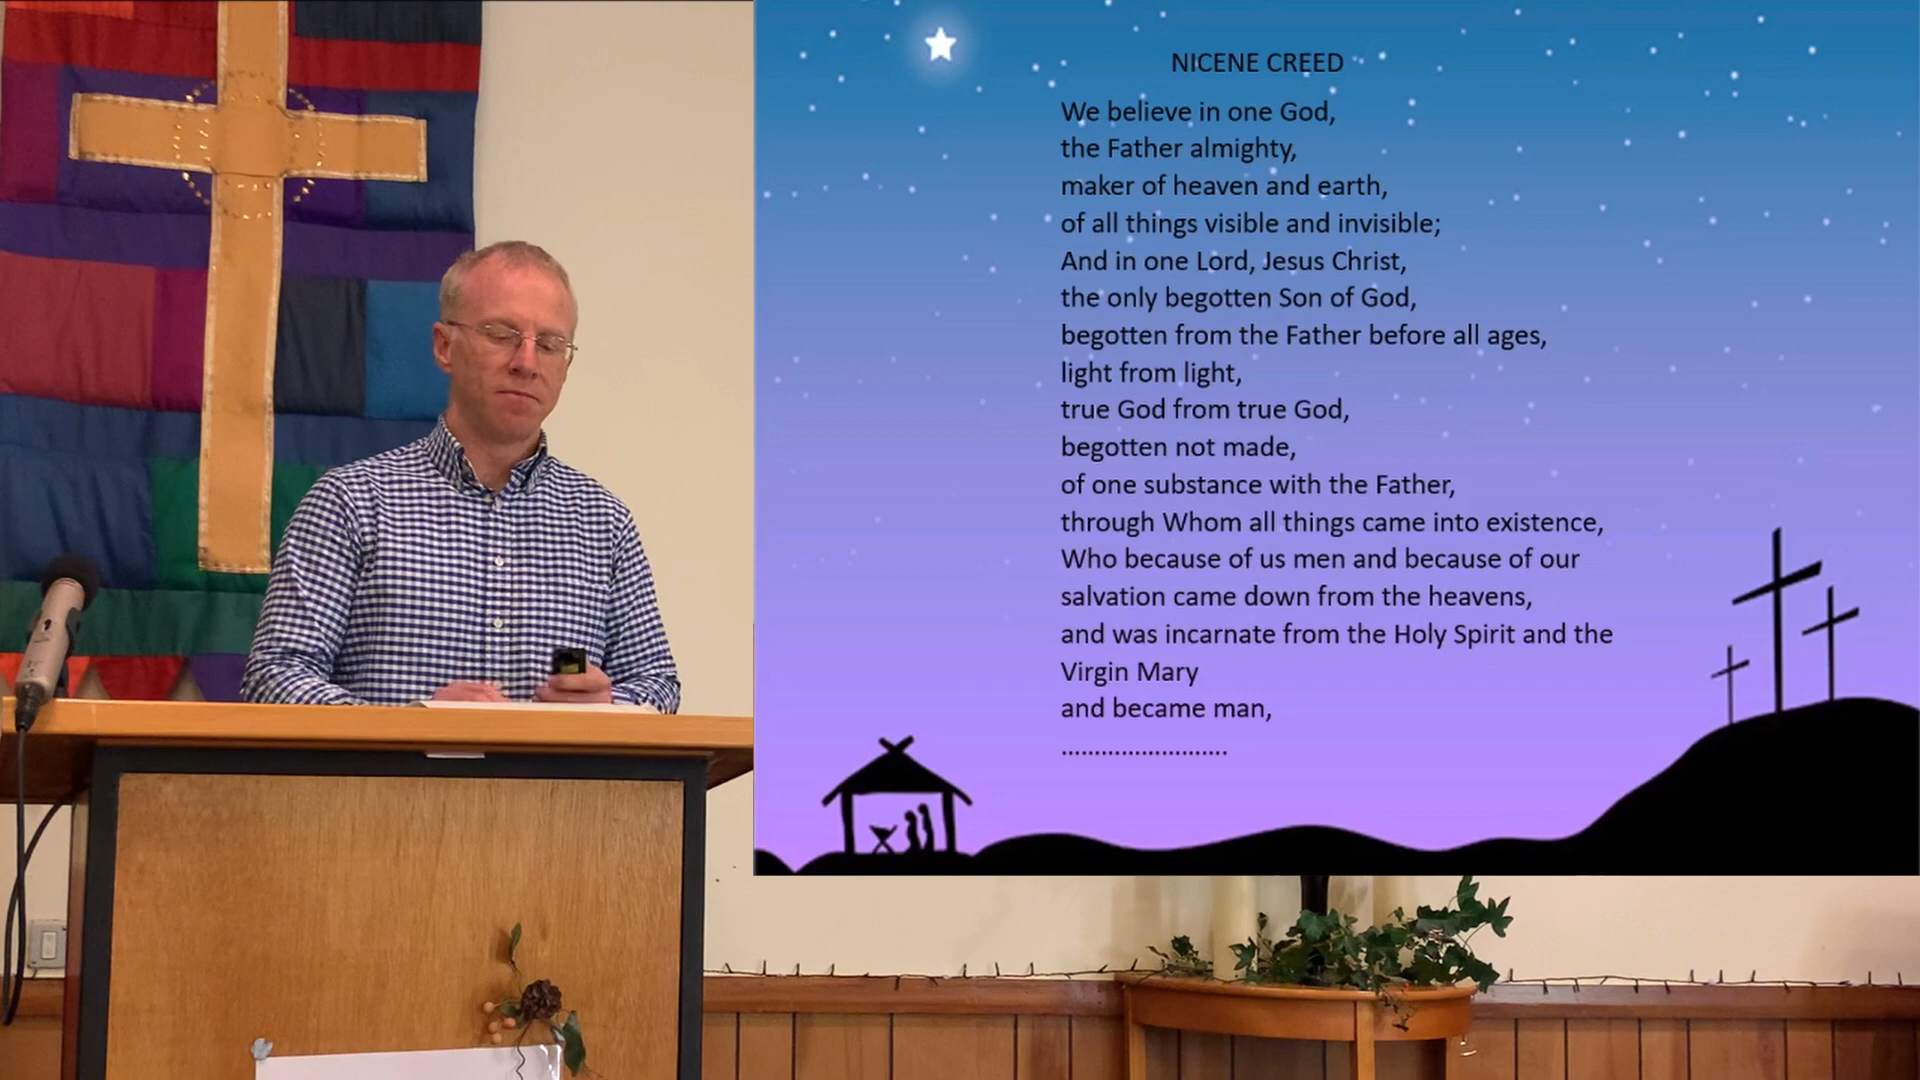 NICENE CREED
We believe in one God,
the Father almighty,
maker of heaven and earth,
of all things visible and invisible;
And in one Lord, Jesus Christ,
the only begotten Son of God,
begotten from the Father before all ages,
light from light,
true God from true God,
begotten not made,
of one substance with the Father,
through Whom all things came into existence,
Who because of us men and because of our
salvation came down from the heavens,
and was incarnate from the Holy Spirit and the
Virgin Mary
and became man,
.........................